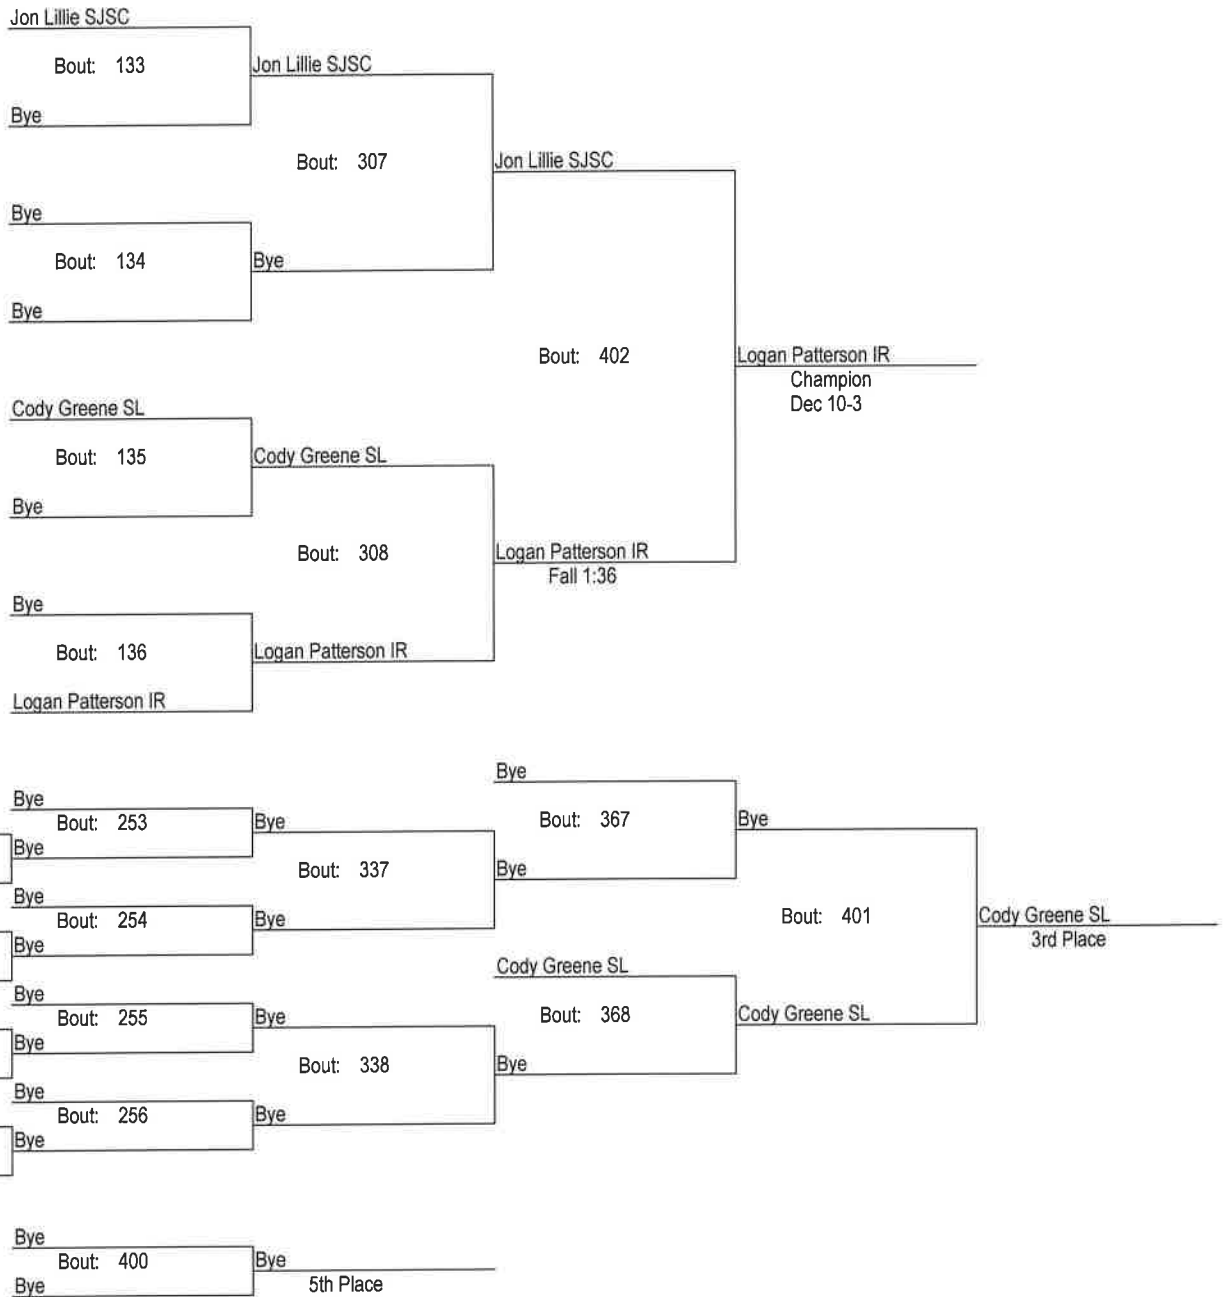 Jon Lillie SJSC
Bout: 133
Jon Lillie SJSC
Bye
Bout: 307
Jon Lillie SJSC
Bye
Bout: 134
Bye
Bye
Bout: 402
Logan Patterson IR
Champion
Dec 10-3
Cody Greene SL
Bout: 135
Cody Greene SL
Bye
Bout: 308
Logan Patterson IR
Fall 1:36
Bye
Bout: 136
Logan Patterson IR
Logan Patterson IR
Bye
Bye
Bout: 253
Bye
Bout: 367
Bye
Bye
Bout: 337
Bye
Bye
Bout: 254
Bye
Bout: 401
Cody Greene SL
3rd Place
Bye
Cody Greene SL
Bye
Bout: 255
Bye
Bout: 368
Cody Greene SL
Bye
Bout: 338
Bye
Bye
Bout: 256
Bye
Bye
Bye
Bout: 400
Bye
Bye
5th Place